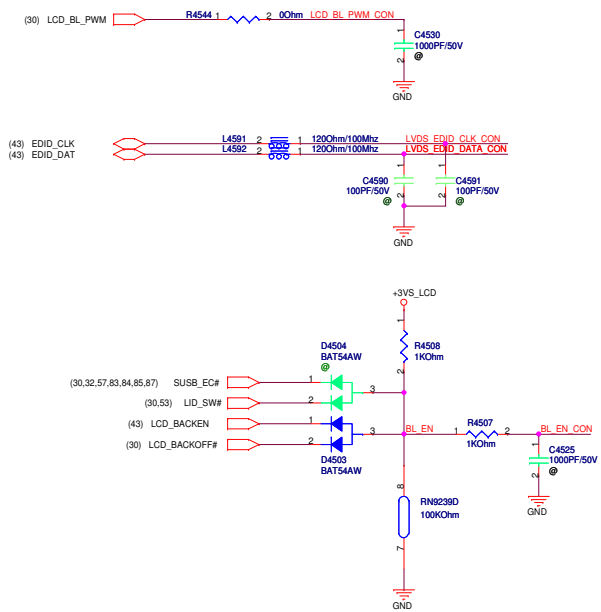 (30) LCD_BL_PWM R4544 1 2 0Ohm LCD_BL_PWM_CON
1
C4530
1000PF/50V
2 @
GND
(43) EDID_CLK L4591 2 1 120Ohm/100Mhz LVDS_EDID_CLK_CON
(43) EDID_DAT L4592 2 1 120Ohm/100Mhz LVDS_EDID_DATA_CON
1 1
C4590 C4591
100PF/50V 100PF/50V
2 @ 2 @
GND
+3VS_LCD
1
R4508
1KOhm
2
D4504
BAT54AW
@
(30,32,57,83,84,85,87) SUSB_EC# 1
3
(30,53) LID_SW# 2
(43) LCD_BACKEN 1
3 BL_EN 1 R4507 2 BL_EN_CON
1KOhm
(30) LCD_BACKOFF# 2
D4503
BAT54AW
1
C4525
1000PF/50V
2 @
GND
8
RN9239D
100KOhm
7
GND